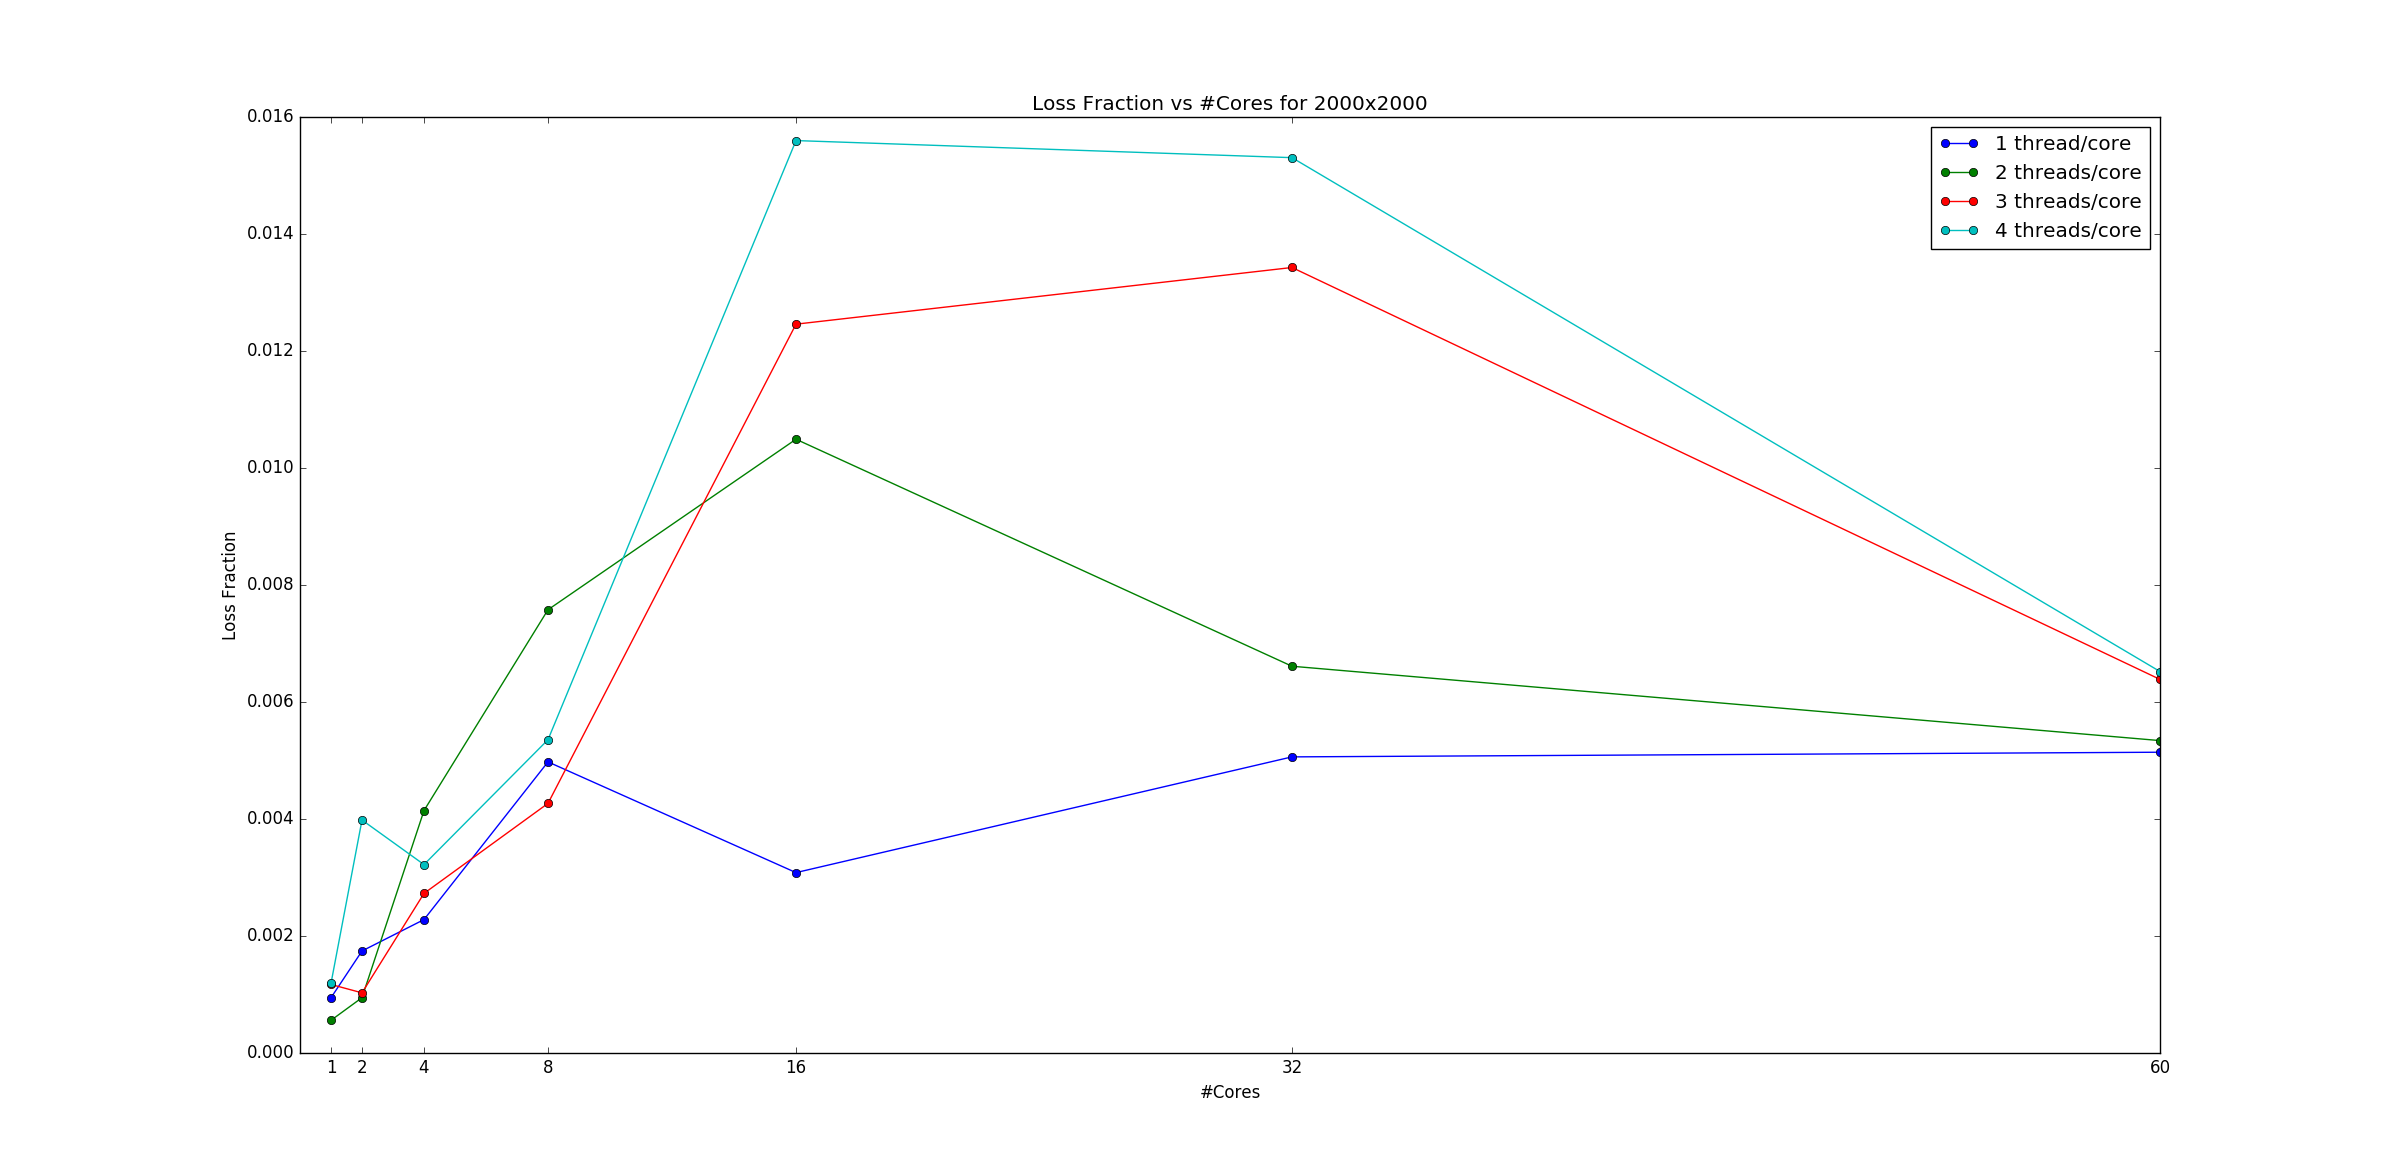 Loss Fraction vs #Cores for 2000x2000
1 thread/core
2 threads/core
3 threads/core
4 threads/core
0.016
0.014
0.012
0.010
0.008
0.006
0.004
0.002
0.000
Loss Fraction
1 2 4 8 16 32 60
#Cores